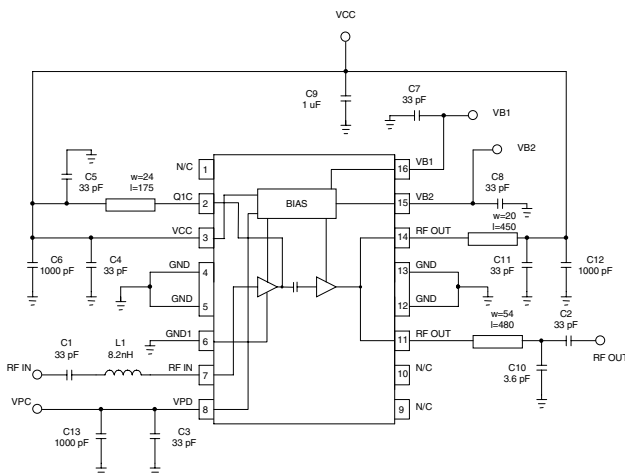 VCC
C9
1 uF
C7
33 pF
VB1
VB2
C5
33 pF
w=24
l=175
N/C
1
Q1C
2
VCC
3
GND
4
GND
5
GND1
6
RF IN
7
VPD
8
BIAS
16
VB1
15
VB2
14
RF OUT
13
GND
12
GND
11
RF OUT
10
N/C
9
N/C
C8
33 pF
w=20
l=450
C6
1000 pF
C4
33 pF
C11
33 pF
C12
1000 pF
w=54
l=480
C2
33 pF
RF OUT
C10
3.6 pF
C1
33 pF
L1
8.2nH
RF IN
VPC
C13
1000 pF
C3
33 pF